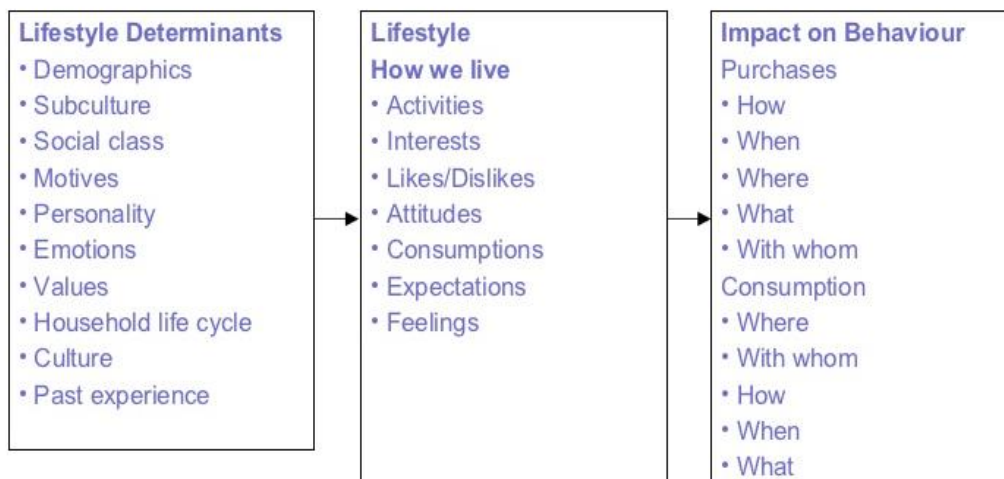 Lifestyle Determinants
• Demographics
• Subculture
• Social class
• Motives
• Personality
• Emotions
• Values
• Household life cycle
• Culture
• Past experience
Lifestyle
How we live
• Activities
• Interests
• Likes/Dislikes
• Attitudes
• Consumptions
• Expectations
• Feelings
Impact on Behaviour
Purchases
• How
• When
• Where
• What
• With whom
Consumption
• Where
• With whom
• How
• When
• What